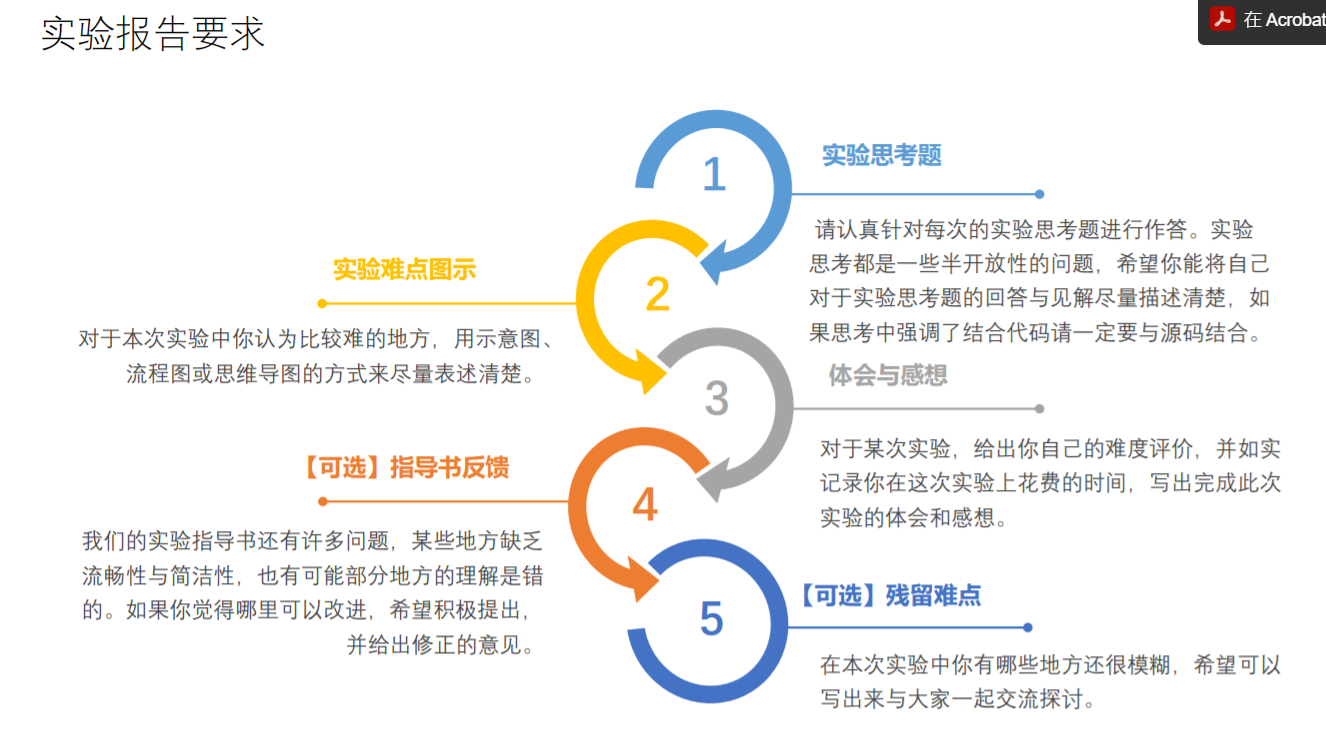 实验报告要求
在 Acrobat
1
实验思考题
请认真针对每次的实验思考题进行作答。实验
思考都是一些半开放性的问题，希望你能将自己
对于实验思考题的回答与见解尽量描述清楚，如
果思考中强调了结合代码请一定要与源码结合。
2
实验难点图示
对于本次实验中你认为比较难的地方，用示意图、
流程图或思维导图的方式来尽量表述清楚。
3
体会与感想
对于某次实验，给出你自己的难度评价，并如实
记录你在这次实验上花费的时间，写出完成此次
实验的体会和感想。
4
【可选】指导书反馈
我们的实验指导书还有许多问题，某些地方缺乏
流畅性与简洁性，也有可能部分地方的理解是错
的。如果你觉得哪里可以改进，希望积极提出，
并给出修正的意见。
5
【可选】残留难点
在本次实验中你有哪些地方还很模糊，希望可以
写出来与大家一起交流探讨。